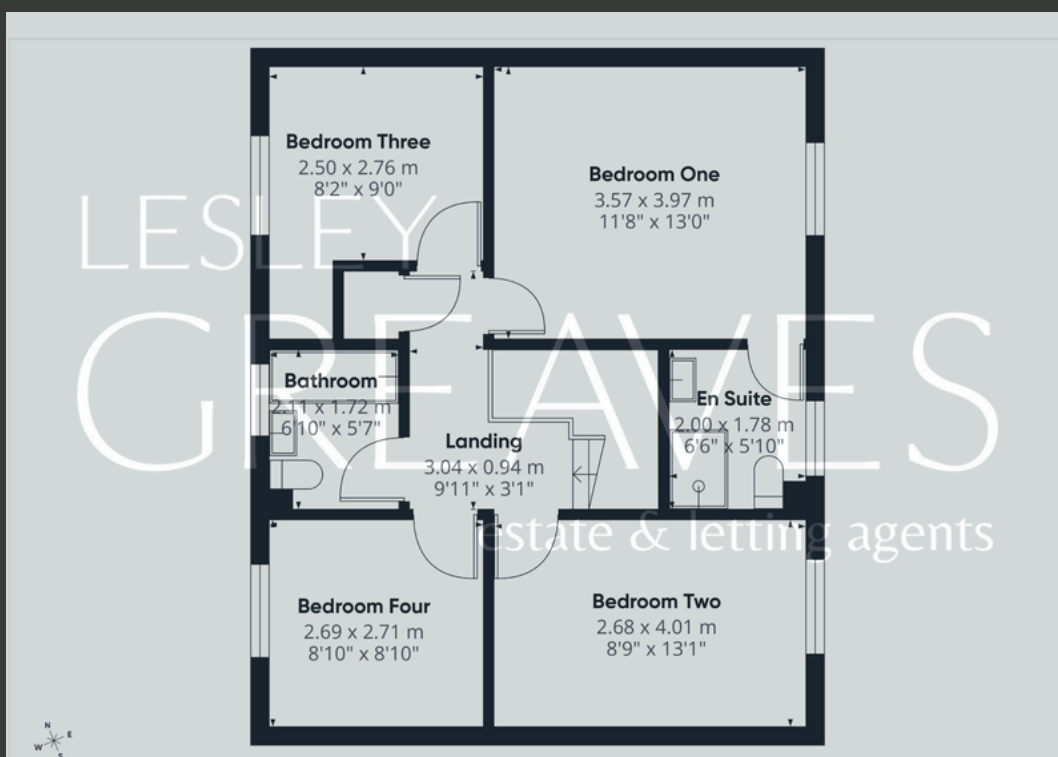 Bedroom Three
2.50 x 2.76 m
8'2" x 9'0"
Bedroom One
3.57 x 3.97 m
11'8" x 13'0"
LESLEY
GREAVES
estate & letting agents
Bathroom
2.11 x 1.72 m
6'10" x 5'7"
En Suite
2.00 x 1.78 m
6'6" x 5'10"
Landing
3.04 x 0.94 m
9'11" x 3'1"
Bedroom Four
2.69 x 2.71 m
8'10" x 8'10"
Bedroom Two
2.68 x 4.01 m
8'9" x 13'1"
N
W E
S